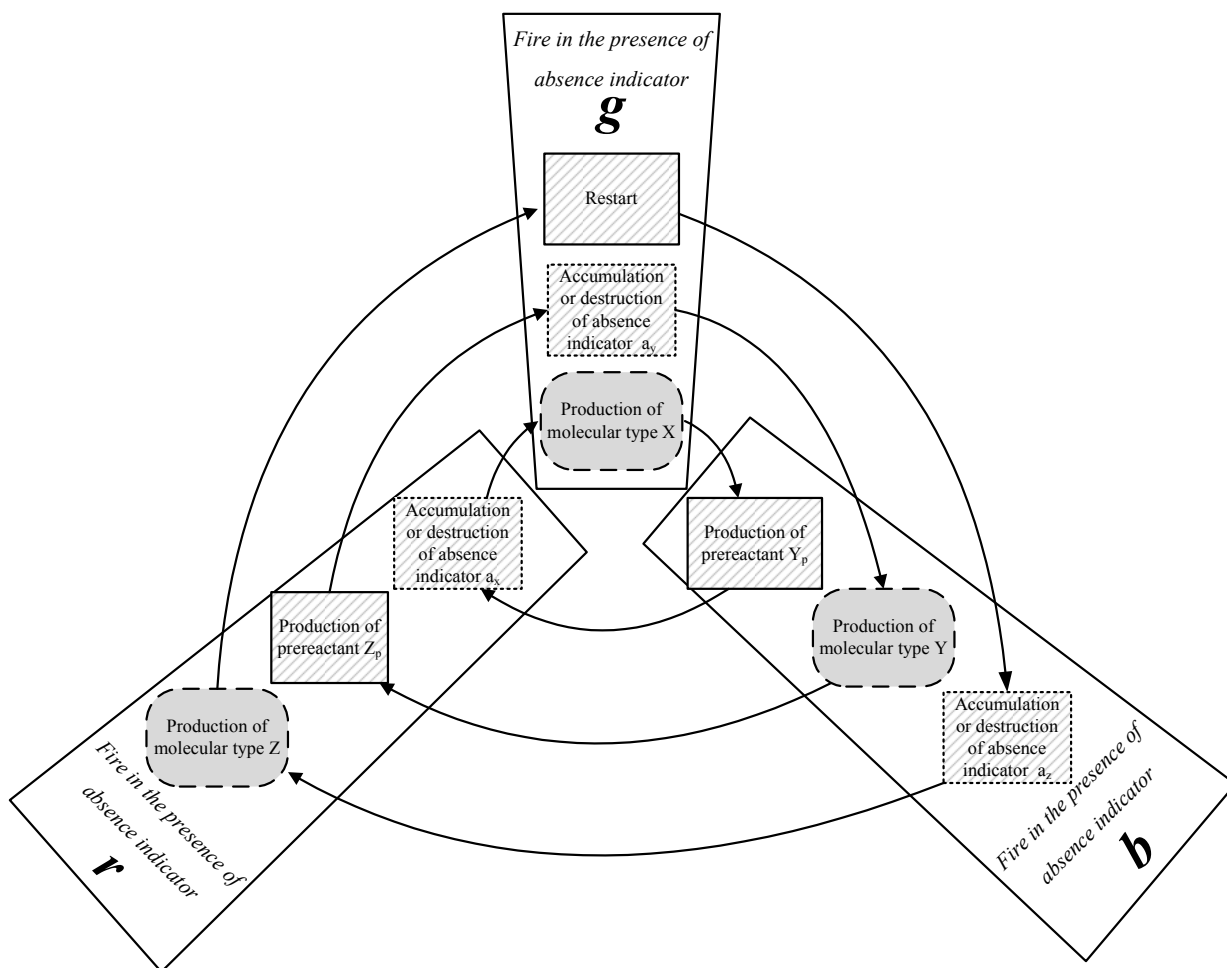 Fire in the presence of
absence indicator
g
Restart
Accumulation
or destruction
of absence
indicator a_y
Production of
molecular type X
Accumulation
or destruction
of absence
indicator a_x
Production of
prereactant Y_p
Production of
prereactant Z_p
Production of
molecular type Y
Production of
molecular type Z
Accumulation
or destruction
of absence
indicator a_z
Fire in the presence of
absence indicator
r
Fire in the presence of
absence indicator
b